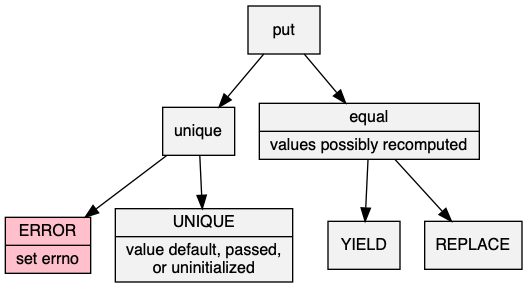 put
unique
equal
values possibly recomputed
ERROR
set errno
UNIQUE
value default, passed,
or uninitialized
YIELD
REPLACE